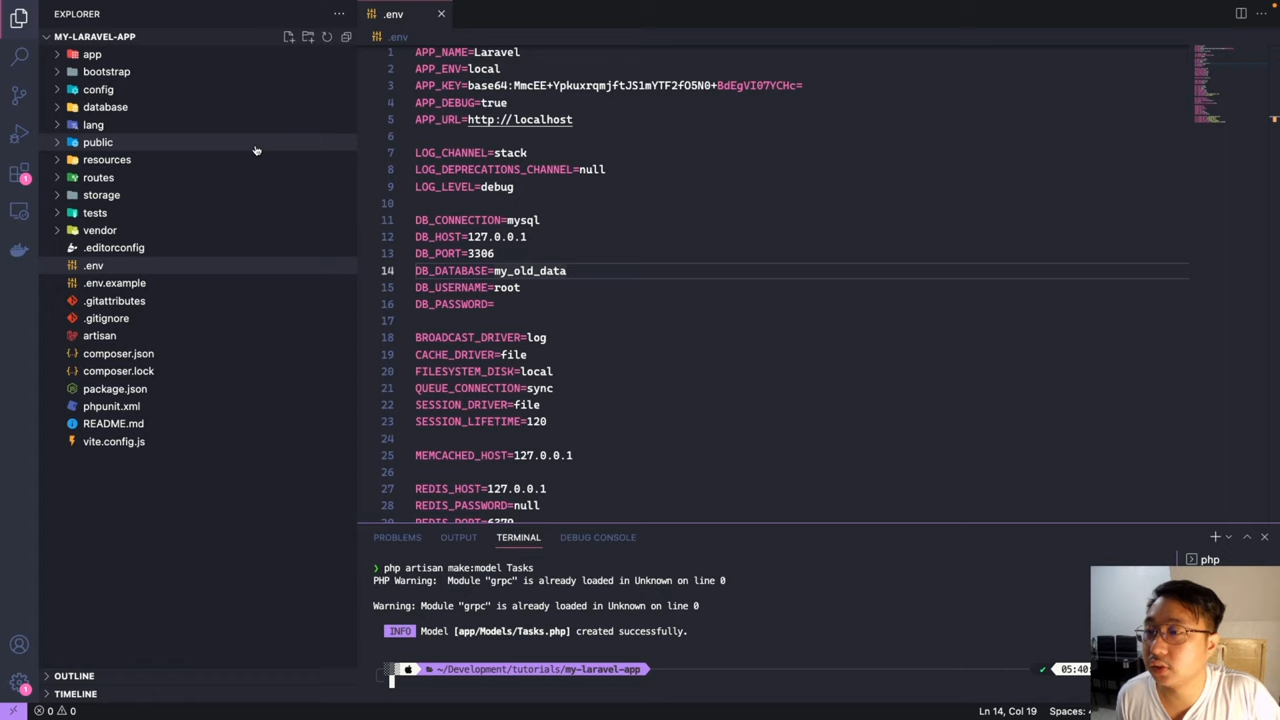 EXPLORER
MY-LARAVEL-APP
app
bootstrap
config
database
lang
public
resources
routes
storage
tests
vendor
.editorconfig
.env
.env.example
.gitattributes
.gitignore
artisan
composer.json
composer.lock
package.json
phpunit.xml
README.md
vite.config.js
OUTLINE
TIMELINE
.env
.env
1 APP_NAME=Laravel
2 APP_ENV=local
3 APP_KEY=base64:MmcEE+YpkuxrqmjftJS1mYTF2fO5N0+BdEgVI07YCHc=
4 APP_DEBUG=true
5 APP_URL=http://localhost
6
7 LOG_CHANNEL=stack
8 LOG_DEPRECATIONS_CHANNEL=null
9 LOG_LEVEL=debug
10
11 DB_CONNECTION=mysql
12 DB_HOST=127.0.0.1
13 DB_PORT=3306
14 DB_DATABASE=my_old_data
15 DB_USERNAME=root
16 DB_PASSWORD=
17
18 BROADCAST_DRIVER=log
19 CACHE_DRIVER=file
20 FILESYSTEM_DISK=local
21 QUEUE_CONNECTION=sync
22 SESSION_DRIVER=file
23 SESSION_LIFETIME=120
24
25 MEMCACHED_HOST=127.0.0.1
26
27 REDIS_HOST=127.0.0.1
28 REDIS_PASSWORD=null
29 REDIS_PORT=6379
PROBLEMS OUTPUT TERMINAL DEBUG CONSOLE
php
❯ php artisan make:model Tasks
PHP Warning: Module "grpc" is already loaded in Unknown on line 0
Warning: Module "grpc" is already loaded in Unknown on line 0
INFO Model [app/Models/Tasks.php] created successfully.
~/Development/tutorials/my-laravel-app
05:40
1
1
0 0
Ln 14, Col 19 Spaces: